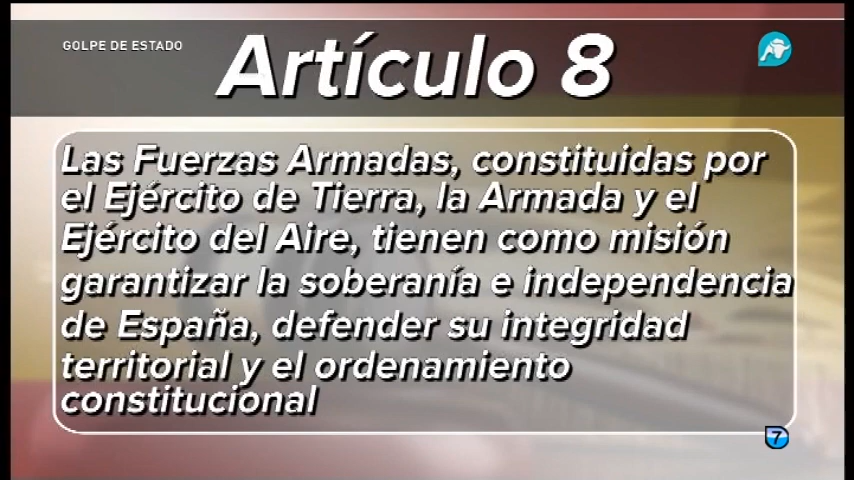 GOLPE DE ESTADO
Artículo 8
Las Fuerzas Armadas, constituidas por
el Ejército de Tierra, la Armada y el
Ejército del Aire, tienen como misión
garantizar la soberanía e independencia
de España, defender su integridad
territorial y el ordenamiento
constitucional
7